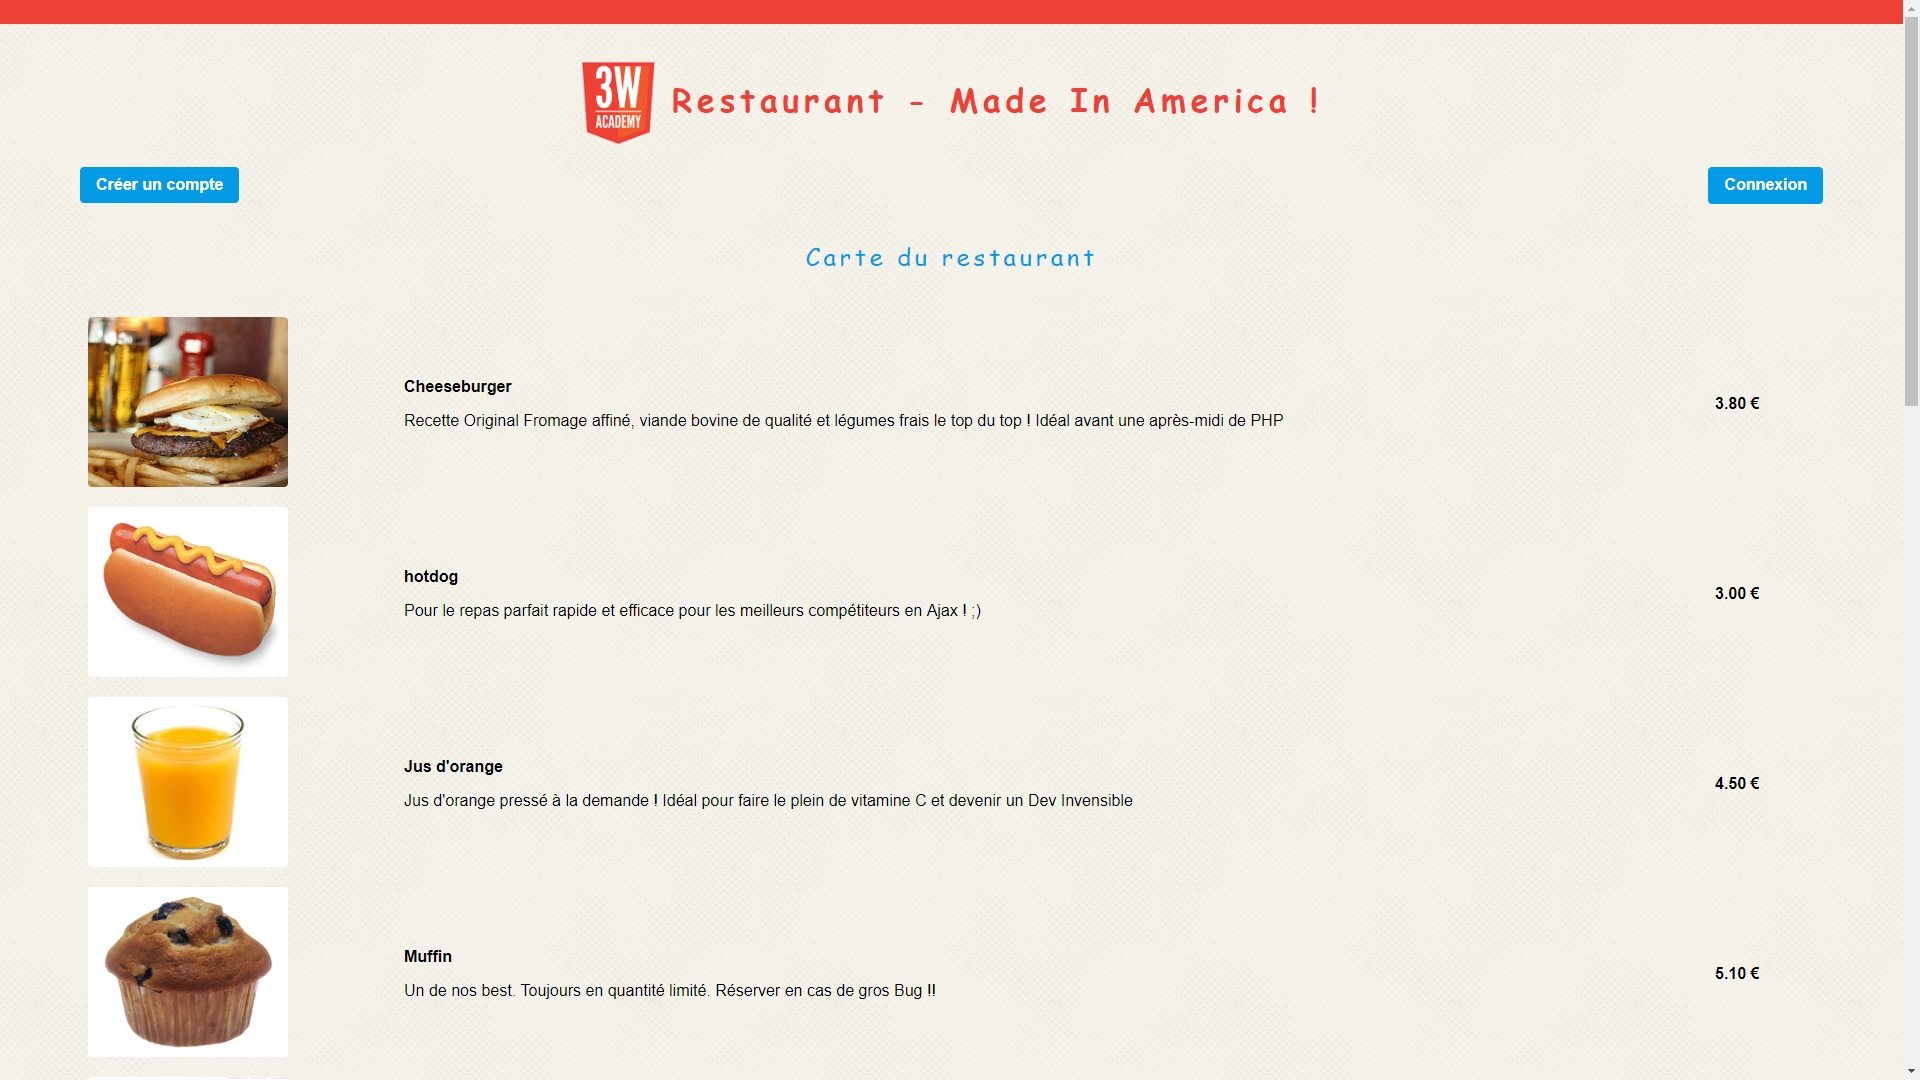 3W
ACADEMY
Restaurant - Made In America !
Créer un compte
Connexion
Carte du restaurant
Cheeseburger
Recette Original Fromage affiné, viande bovine de qualité et légumes frais le top du top ! Idéal avant une après-midi de PHP
3.80 €
hotdog
Pour le repas parfait rapide et efficace pour les meilleurs compétiteurs en Ajax ! ;)
3.00 €
Jus d'orange
Jus d'orange pressé à la demande ! Idéal pour faire le plein de vitamine C et devenir un Dev Invensible
4.50 €
Muffin
Un de nos best. Toujours en quantité limité. Réserver en cas de gros Bug !!
5.10 €